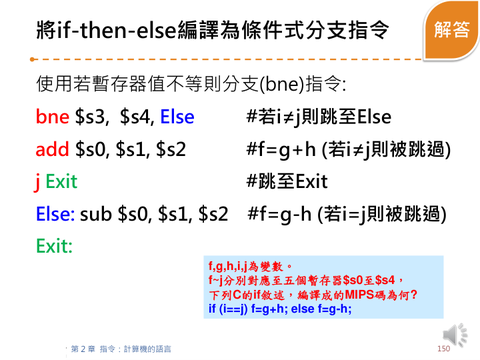 將if-then-else編譯為條件式分支指令
解答
使用若暫存器值不等則分支(bne)指令:
bne $s3, $s4, Else #若i≠j則跳至Else
add $s0, $s1, $s2 #f=g+h (若i≠j則被跳過)
j Exit #跳至Exit
Else: sub $s0, $s1, $s2 #f=g-h (若i=j則被跳過)
Exit:
f,g,h,i,j為變數。
f~j分別對應至五個暫存器$s0至$s4，
下列C的if敘述，編譯成的MIPS碼為何?
if (i==j) f=g+h; else f=g-h;
第 2 章 指令：計算機的語言
150